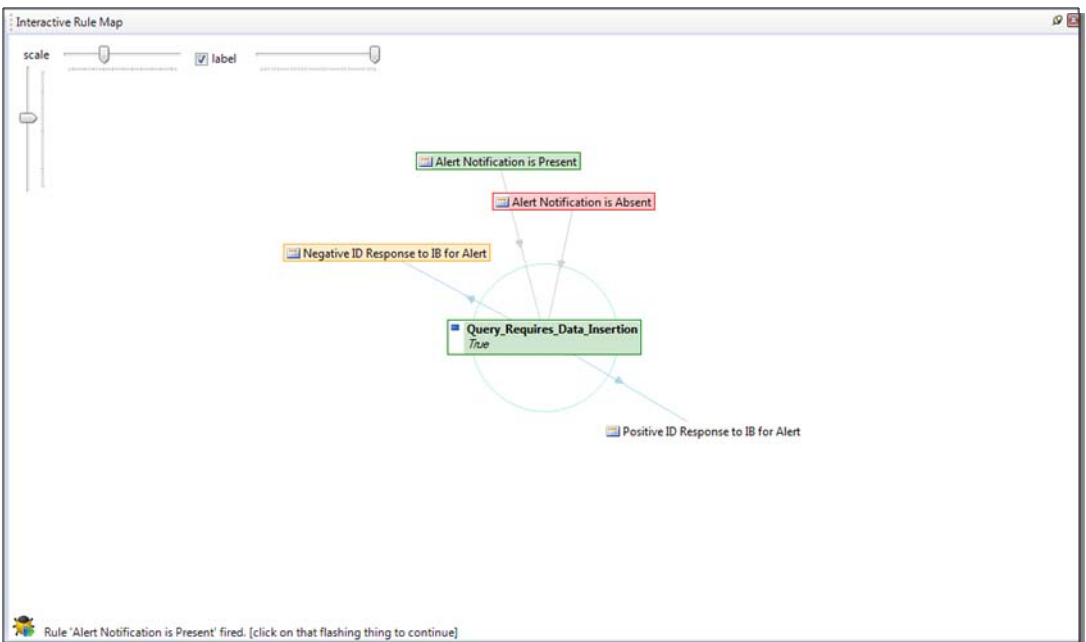 Interactive Rule Map
scale
label
Alert Notification is Present
Alert Notification is Absent
Negative ID Response to IB for Alert
Query_Requires_Data_Insertion
True
Positive ID Response to IB for Alert
Rule 'Alert Notification is Present' fired. [click on that flashing thing to continue]